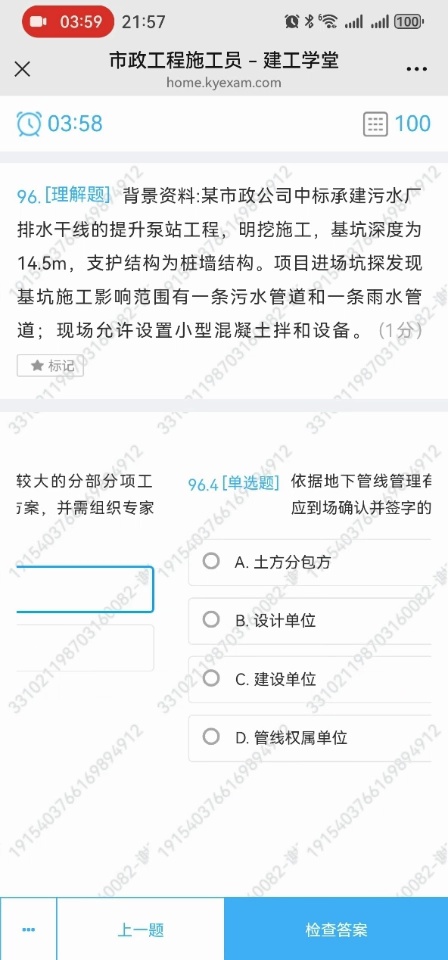 03:59 21:57 100
市政工程施工员 – 建工学堂
home.kyexam.com
03:58 100
96.[理解题] 背景资料:某市政公司中标承建污水厂
排水干线的提升泵站工程，明挖施工，基坑深度为
14.5m，支护结构为桩墙结构。项目进场坑探发现
基坑施工影响范围有一条污水管道和一条雨水管
道；现场允许设置小型混凝土拌和设备。(1分)
标记
较大的分部分项工
方案，并需组织专家
96.4 [单选题] 依据地下管线管理有
应到场确认并签字的
A. 土方分包方
B. 设计单位
C. 建设单位
D. 管线权属单位
上一题
检查答案